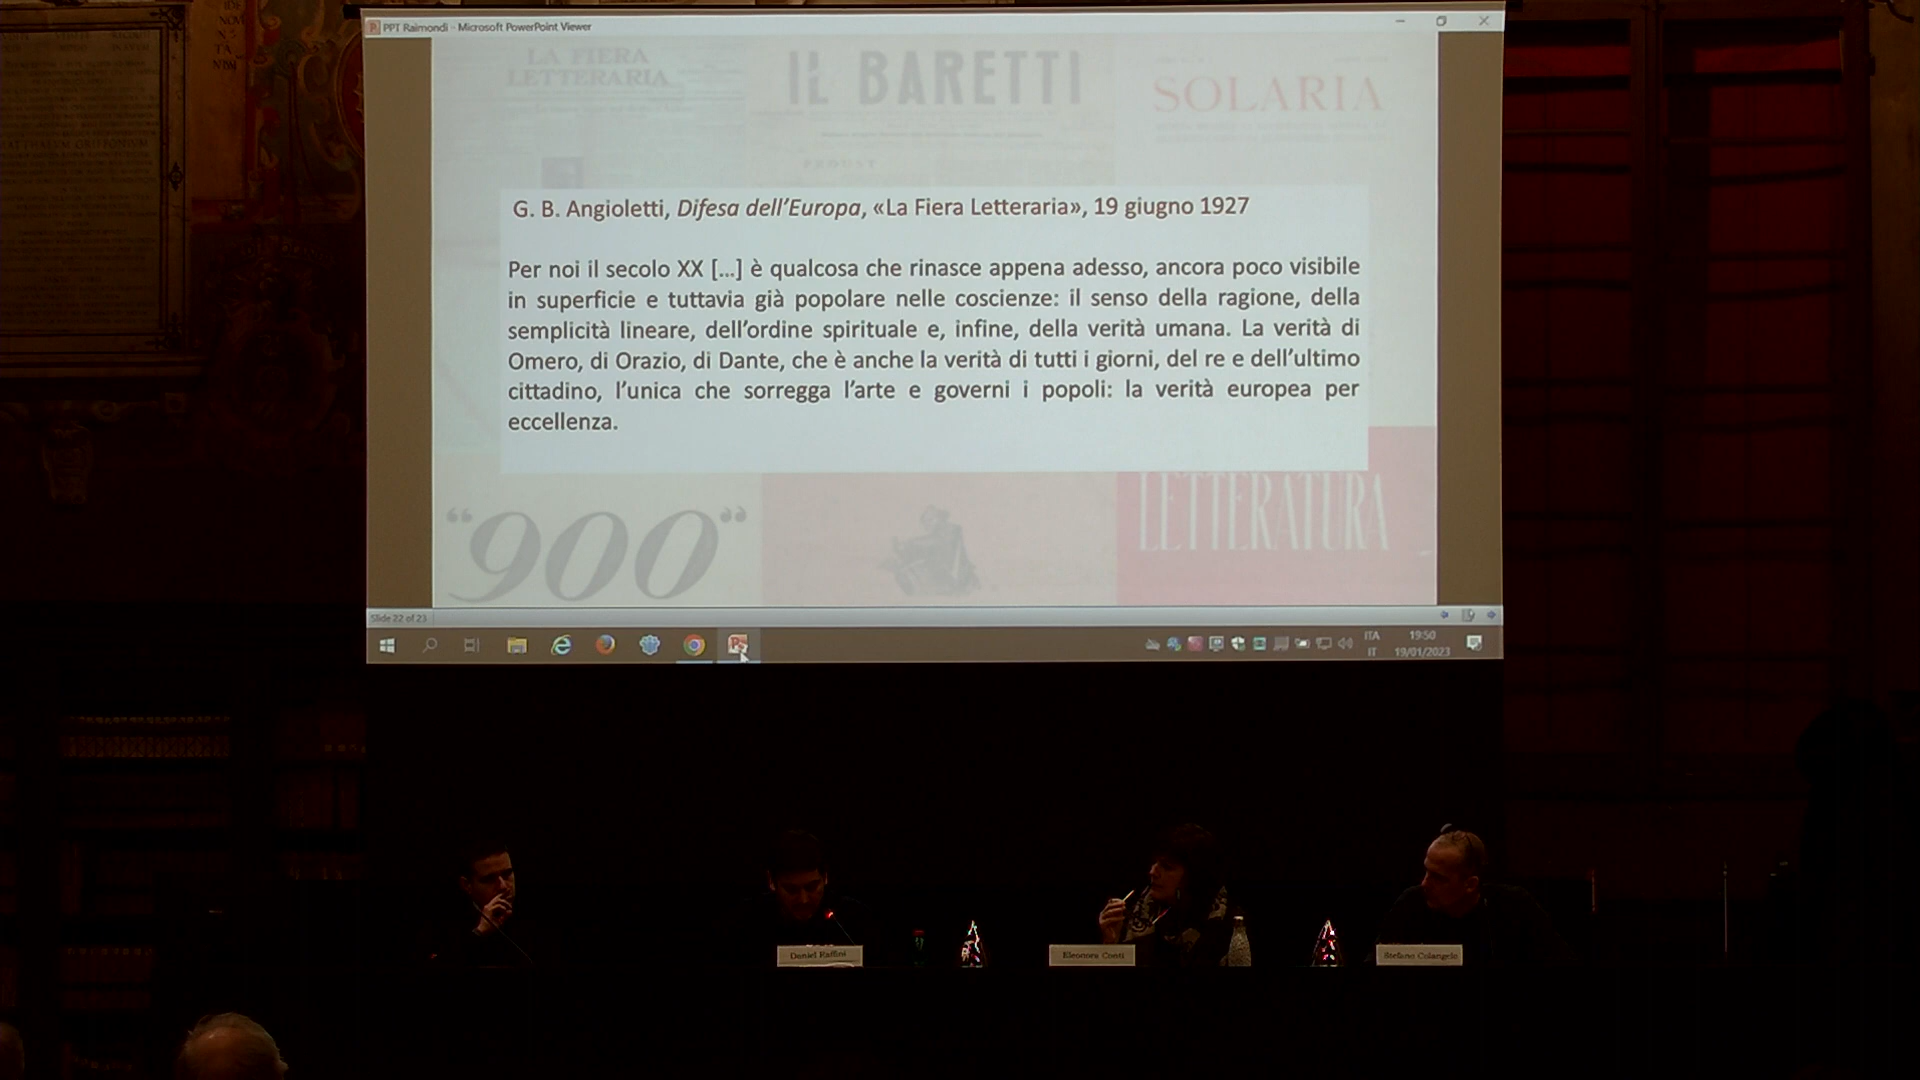 PPT Raimondi - Microsoft PowerPoint Viewer
LA FIERA
LETTERARIA
IL BARETTI
SOLARIA
PROUST
G. B. Angioletti, Difesa dell'Europa, «La Fiera Letteraria», 19 giugno 1927
Per noi il secolo XX [...] è qualcosa che rinasce appena adesso, ancora poco visibile
in superficie e tuttavia già popolare nelle coscienze: il senso della ragione, della
semplicità lineare, dell'ordine spirituale e, infine, della verità umana. La verità di
Omero, di Orazio, di Dante, che è anche la verità di tutti i giorni, del re e dell'ultimo
cittadino, l'unica che sorregga l'arte e governi i popoli: la verità europea per
eccellenza.
“900”
LETTERATURA
Slide 22 of 23
ITA
IT
19:50
19/01/2023
Daniel Raffini
Eleonora Conti
Stefano Colangelo